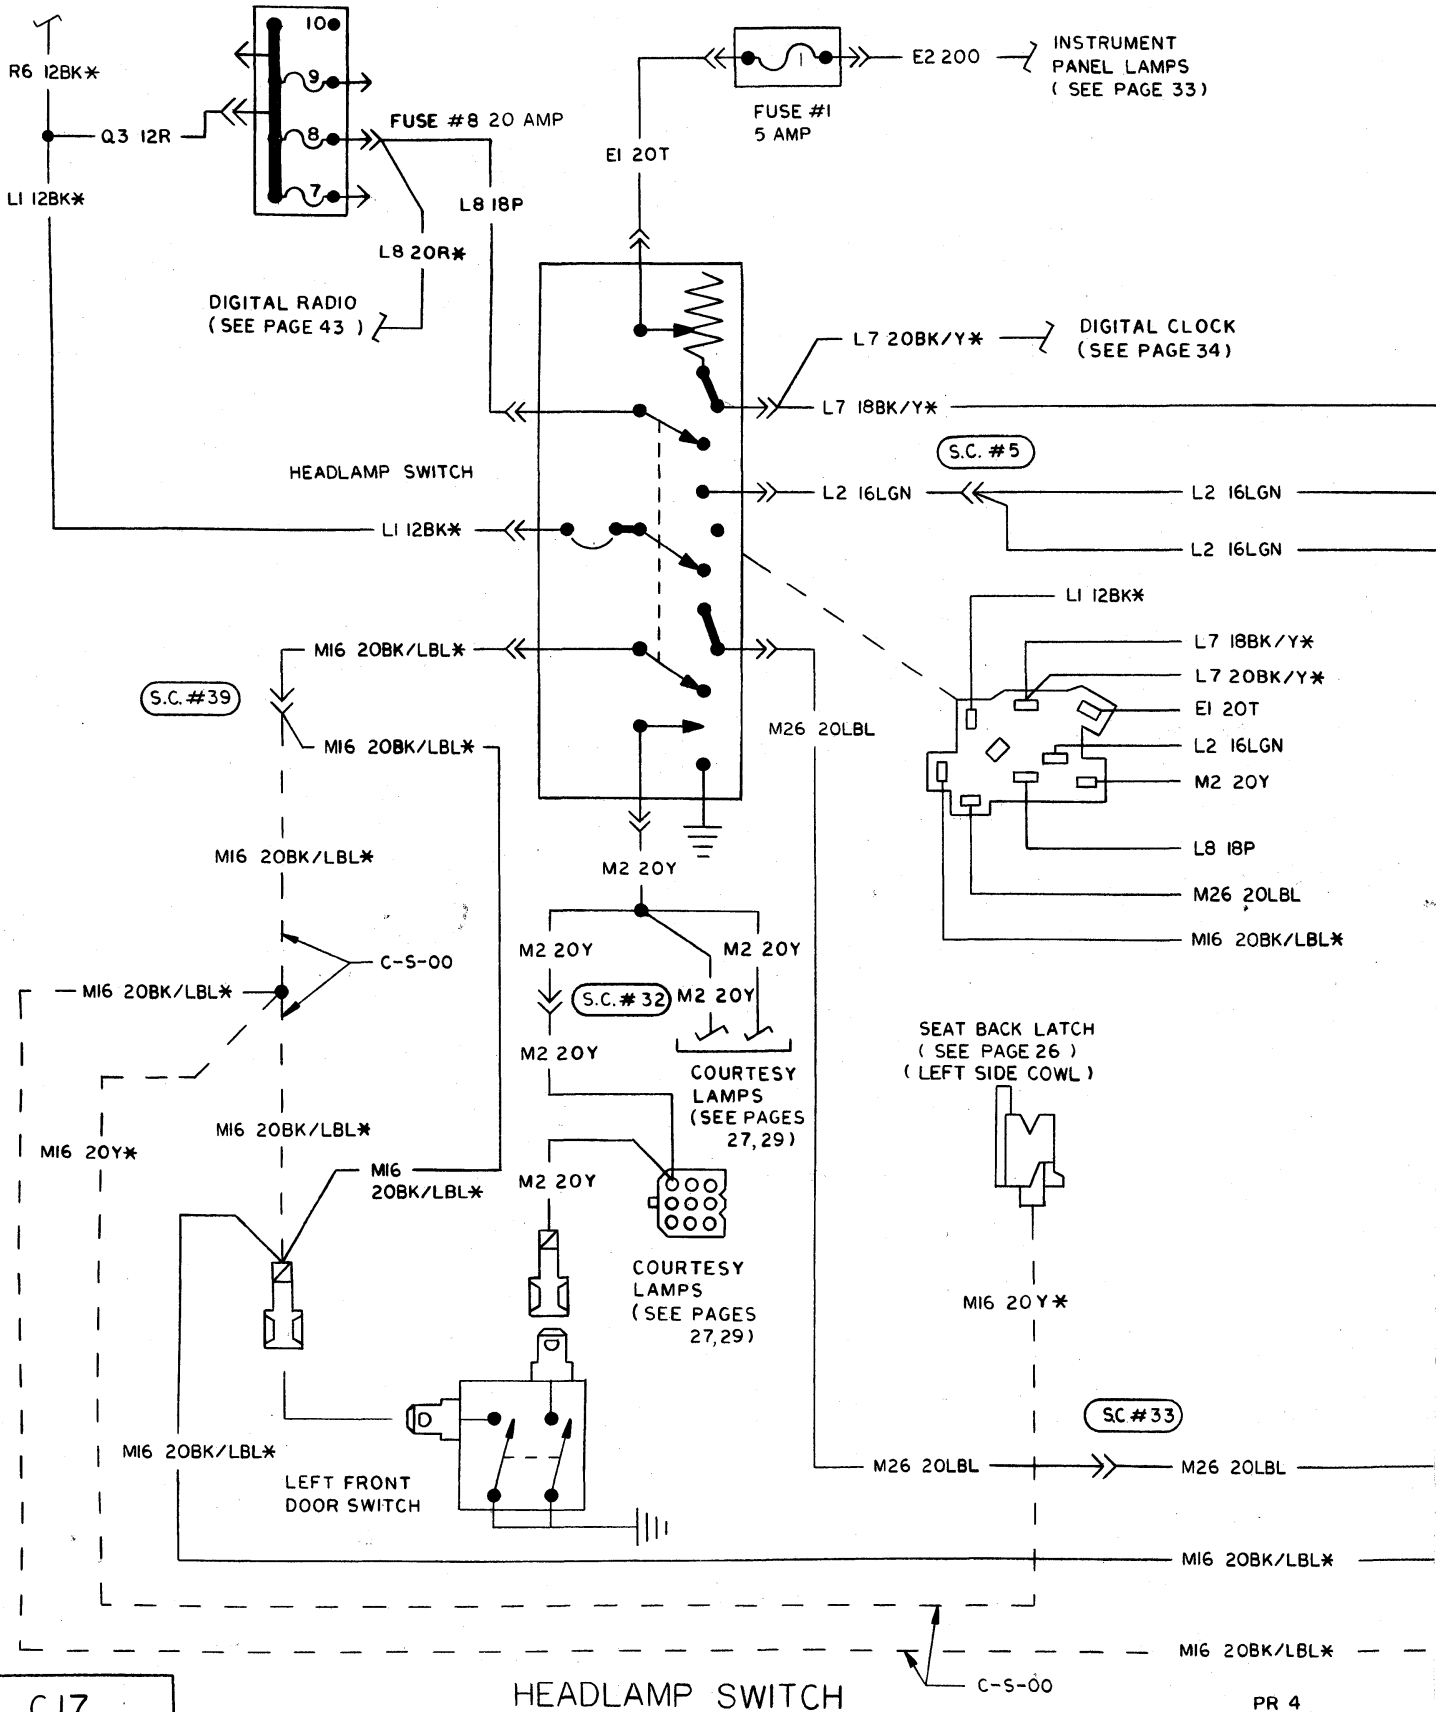 10
R6 12BK*
9
Q3 12R
8
FUSE #8 20 AMP
7
L1 12BK*
L8 18P
L8 20R*
DIGITAL RADIO
(SEE PAGE 43 )
E1 20T
FUSE #1
5 AMP
E2 200
INSTRUMENT
PANEL LAMPS
( SEE PAGE 33)
L7 20BK/Y*
DIGITAL CLOCK
(SEE PAGE 34)
L7 18BK/Y*
S.C. #5
HEADLAMP SWITCH
L2 16LGN
L2 16LGN
L1 12BK*
L2 16LGN
L1 12BK*
M16 20BK/LBL*
L7 18BK/Y*
L7 20BK/Y*
S.C. #39
E1 20T
M16 20BK/LBL*
M26 20LBL
L2 16LGN
M2 20Y
M16 20BK/LBL*
L8 18P
M2 20Y
M26 20LBL
M16 20BK/LBL*
M2 20Y
M2 20Y
C-S-00
M16 20BK/LBL*
S.C. # 32
M2 20Y
M2 20Y
SEAT BACK LATCH
( SEE PAGE 26 )
( LEFT SIDE COWL )
COURTESY
LAMPS
(SEE PAGES
27,29)
M16 20BK/LBL*
M16 20Y*
M16
20BK/LBL*
M2 20Y
COURTESY
LAMPS
(SEE PAGES
27,29)
M16 20Y*
S.C #33
M16 20BK/LBL*
LEFT FRONT
DOOR SWITCH
M26 20LBL
M26 20LBL
M16 20BK/LBL*
M16 20BK/LBL*
C-S-00
HEADLAMP SWITCH
PR 4